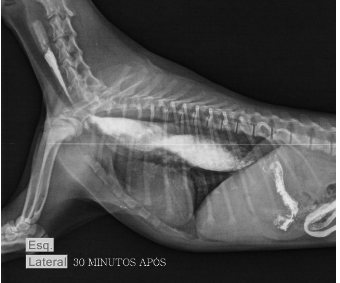 Esq.
Lateral 30 MINUTOS APÓS